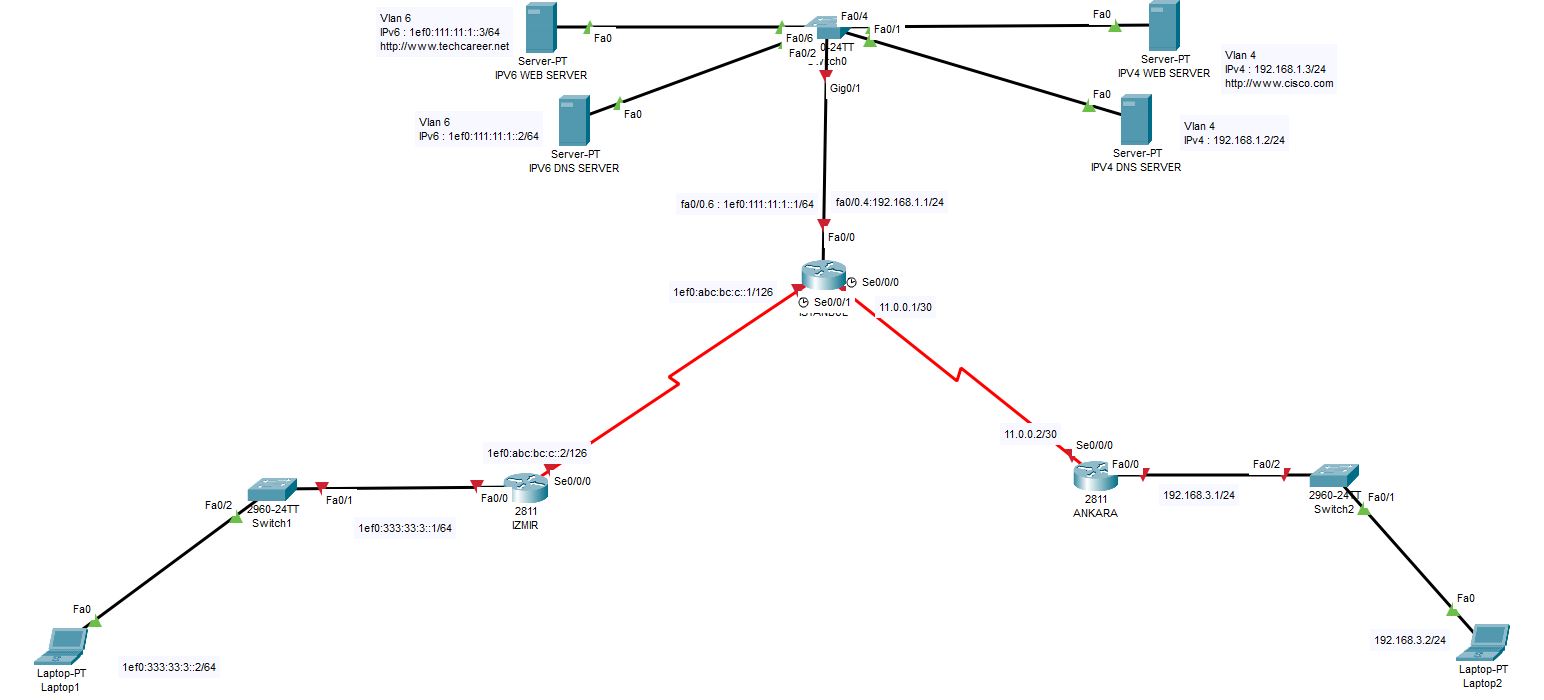 Vlan 6
IPv6 : 1ef0:111:11:1::3/64
http://www.techcareer.net
Fa0
Server-PT
IPV6 WEB SERVER
Fa0/6
Fa0/2
Fa0/4
Fa0/1
0-24TT
Gig0/1
Fa0
Server-PT
IPV4 WEB SERVER
Vlan 4
IPv4 : 192.168.1.3/24
http://www.cisco.com
Vlan 6
IPv6 : 1ef0:111:11:1::2/64
Fa0
Server-PT
IPV6 DNS SERVER
Fa0
Server-PT
IPV4 DNS SERVER
Vlan 4
IPv4 : 192.168.1.2/24
fa0/0.6 : 1ef0:111:11:1::1/64
fa0/0.4:192.168.1.1/24
Fa0/0
1ef0:abc:bc:c::1/126
Se0/0/0
Se0/0/1
11.0.0.1/30
1ef0:abc:bc:c::2/126
Se0/0/0
Fa0/0
2811
IZMIR
Fa0/2
2960-24TT
Switch1
Fa0/1
1ef0:333:33:3::1/64
Fa0
Laptop-PT
Laptop1
1ef0:333:33:3::2/64
11.0.0.2/30
Se0/0/0
Fa0/0
2811
ANKARA
192.168.3.1/24
Fa0/2
2960-24TT
Switch2
Fa0/1
Fa0
192.168.3.2/24
Laptop-PT
Laptop2